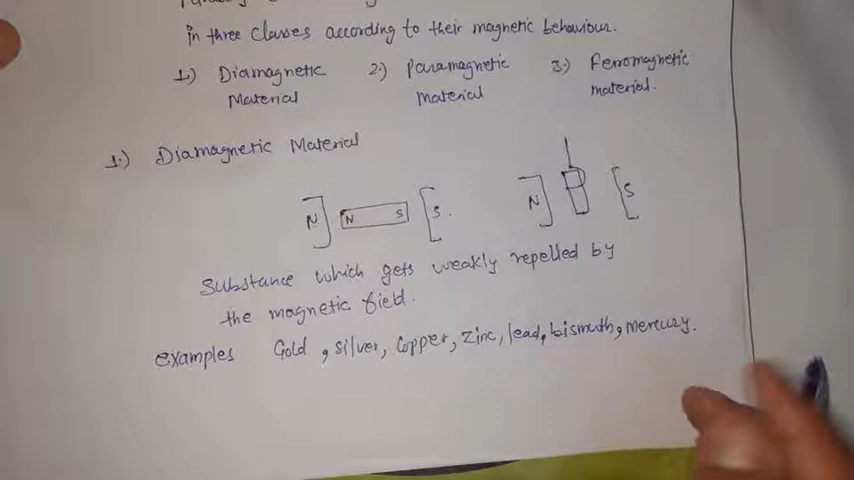 in three classes according to their magnetic behaviour.
1.) Diamagnetic Material 2.) Paramagnetic Material 3.) Ferromagnetic material.
1.) Diamagnetic Material
N N S S.
N S
Substance which gets weakly repelled by
the magnetic field.
examples Gold, silver, Copper, Zinc, lead, bismuth, mercury.